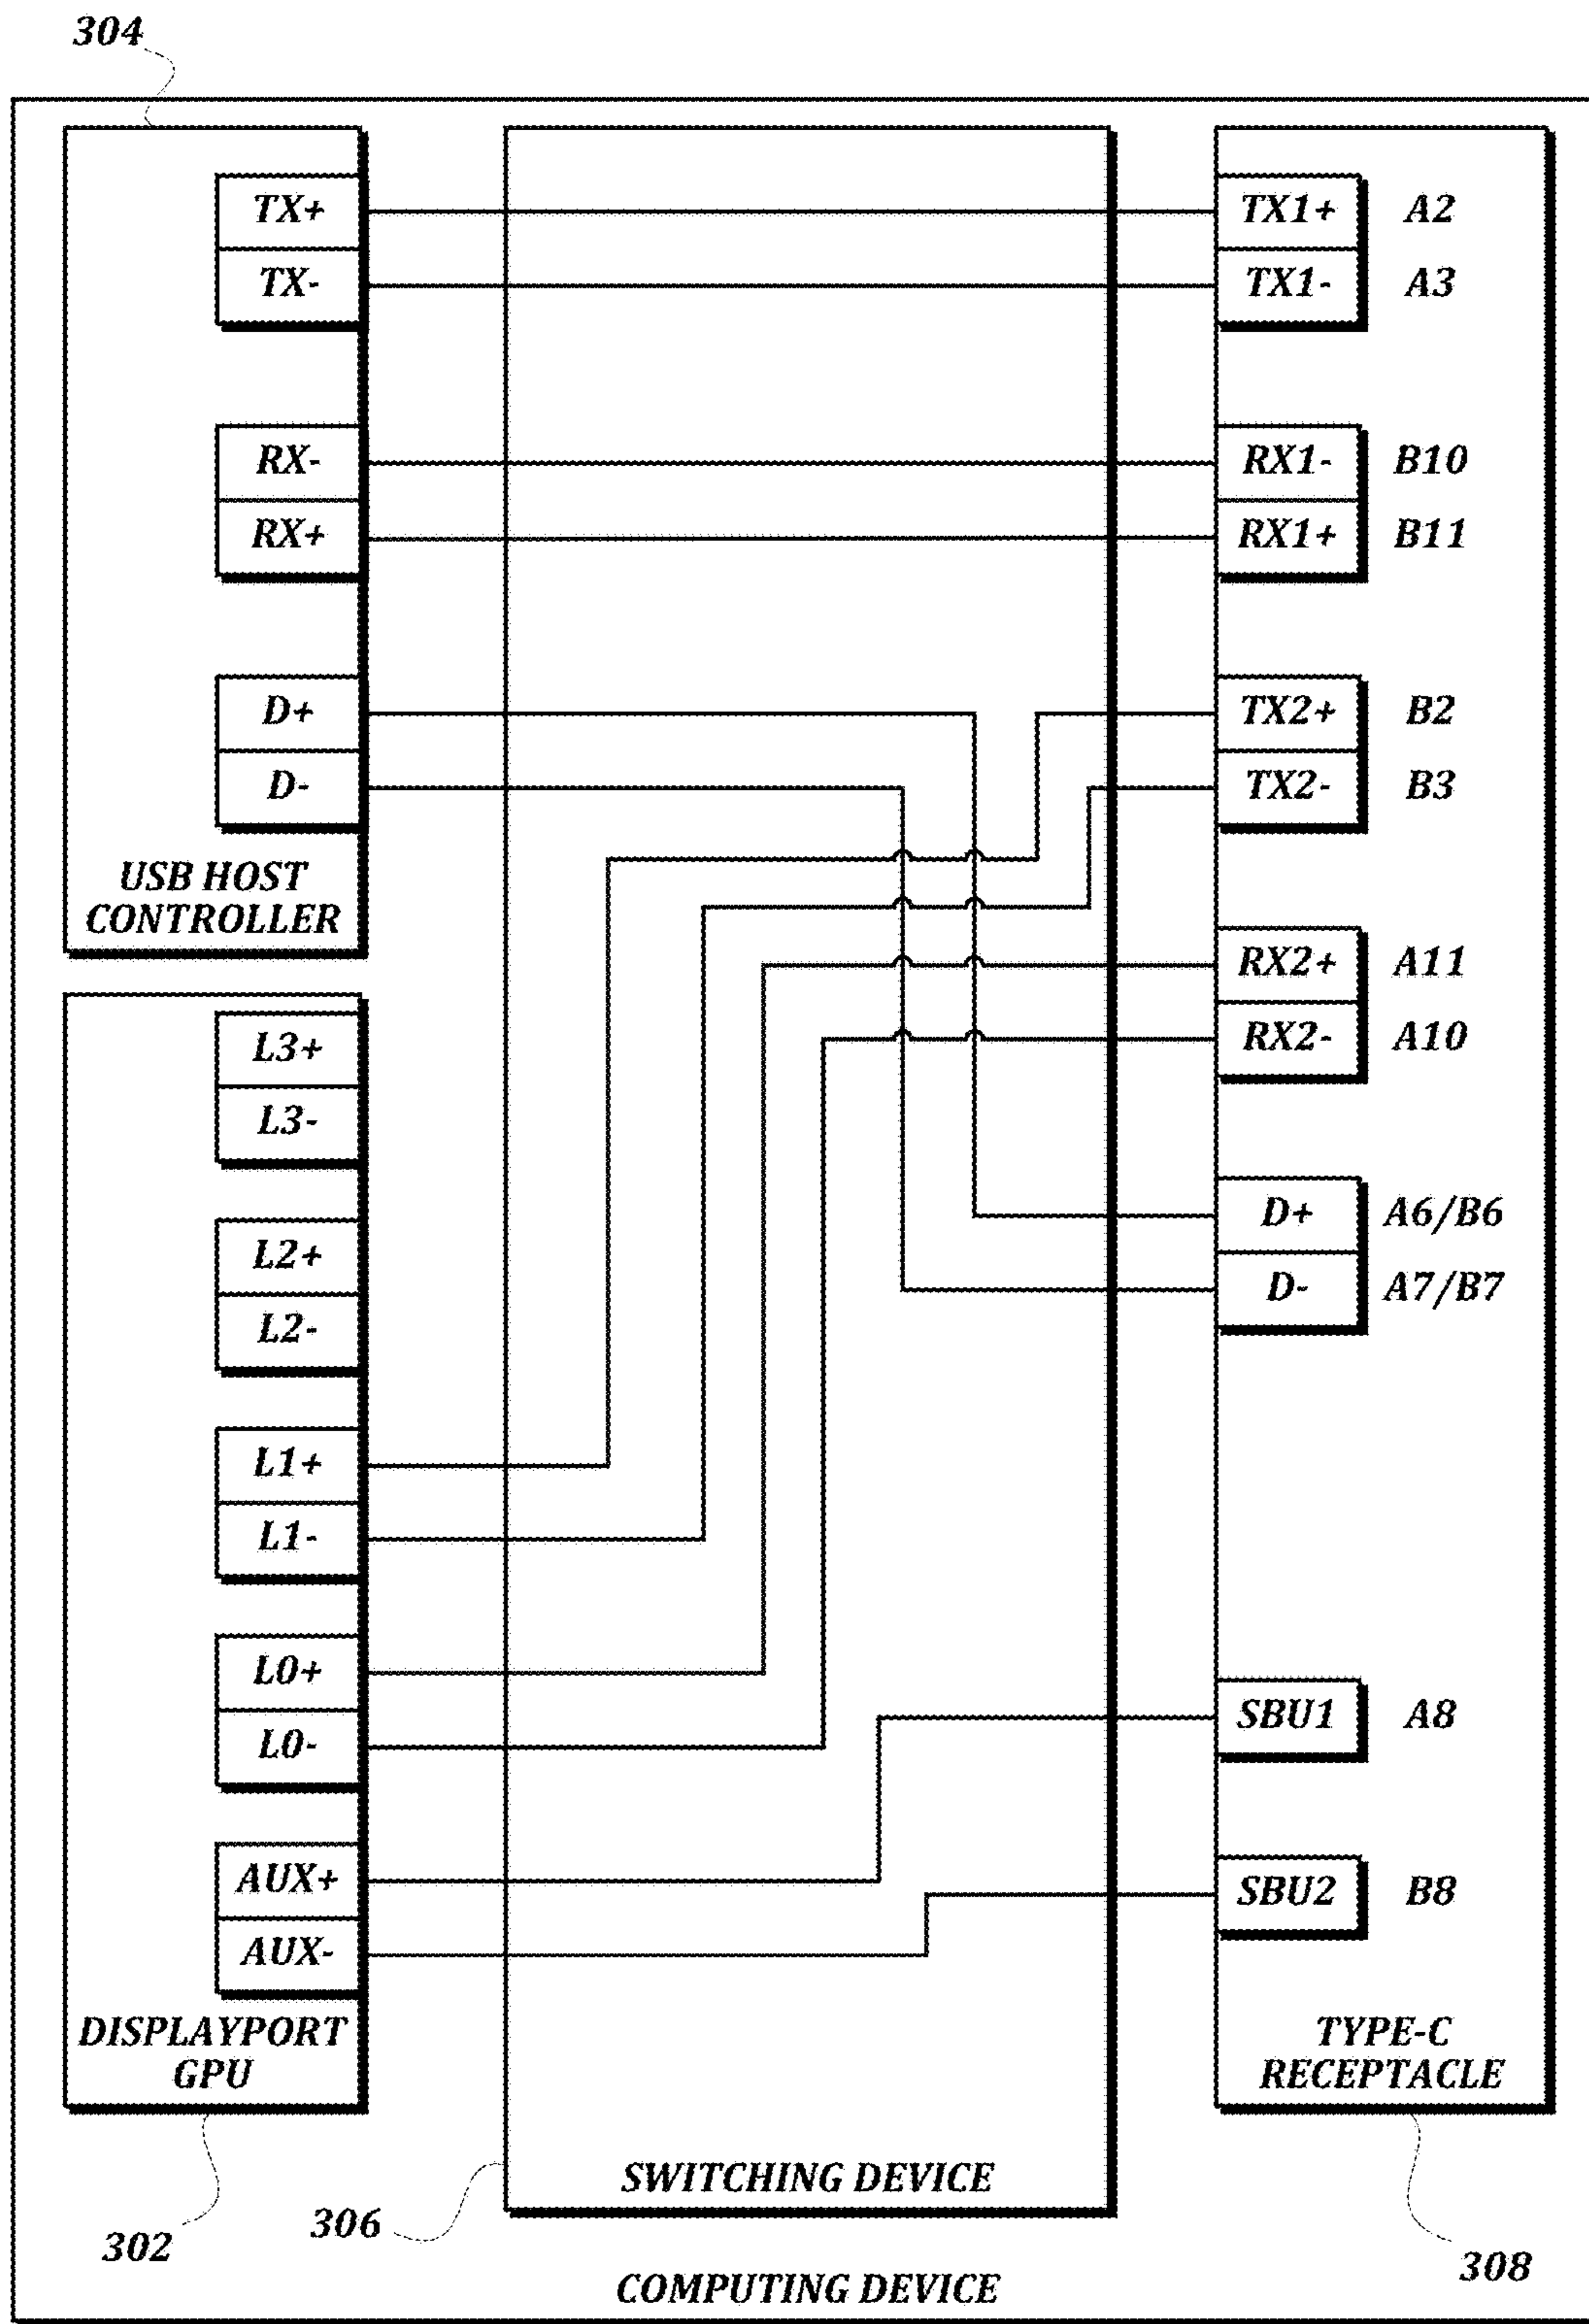 304
TX+
TX-
RX-
RX+
D+
D-
USB HOST
CONTROLLER
L3+
L3-
L2+
L2-
L1+
L1-
L0+
L0-
AUX+
AUX-
DISPLAYPORT
GPU
302
SWITCHING DEVICE
306
TX1+ A2
TX1- A3
RX1- B10
RX1+ B11
TX2+ B2
TX2- B3
RX2+ A11
RX2- A10
D+ A6/B6
D- A7/B7
SBU1 A8
SBU2 B8
TYPE-C
RECEPTACLE
308
COMPUTING DEVICE